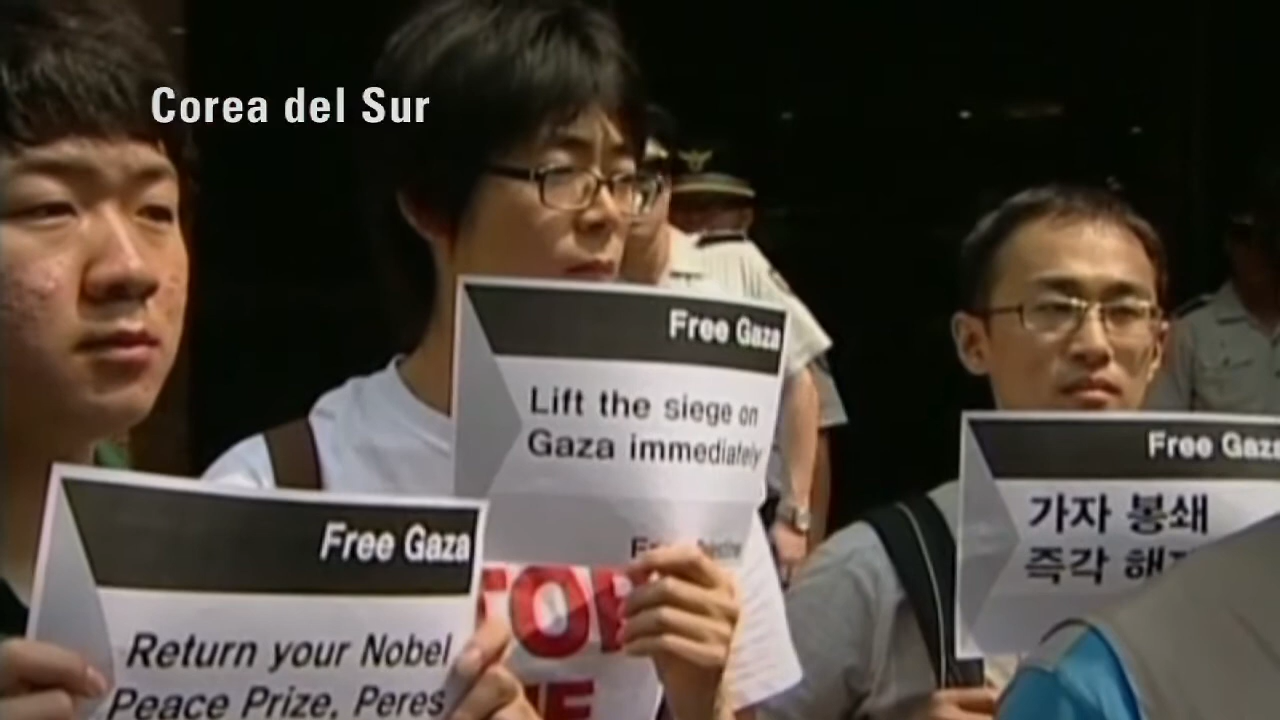 Corea del Sur
Free Gaza
Lift the siege on
Gaza immediately
Free Gaza
가자 봉쇄
즉각
Free Gaza
Return your Nobel
Peace Prize, Peres